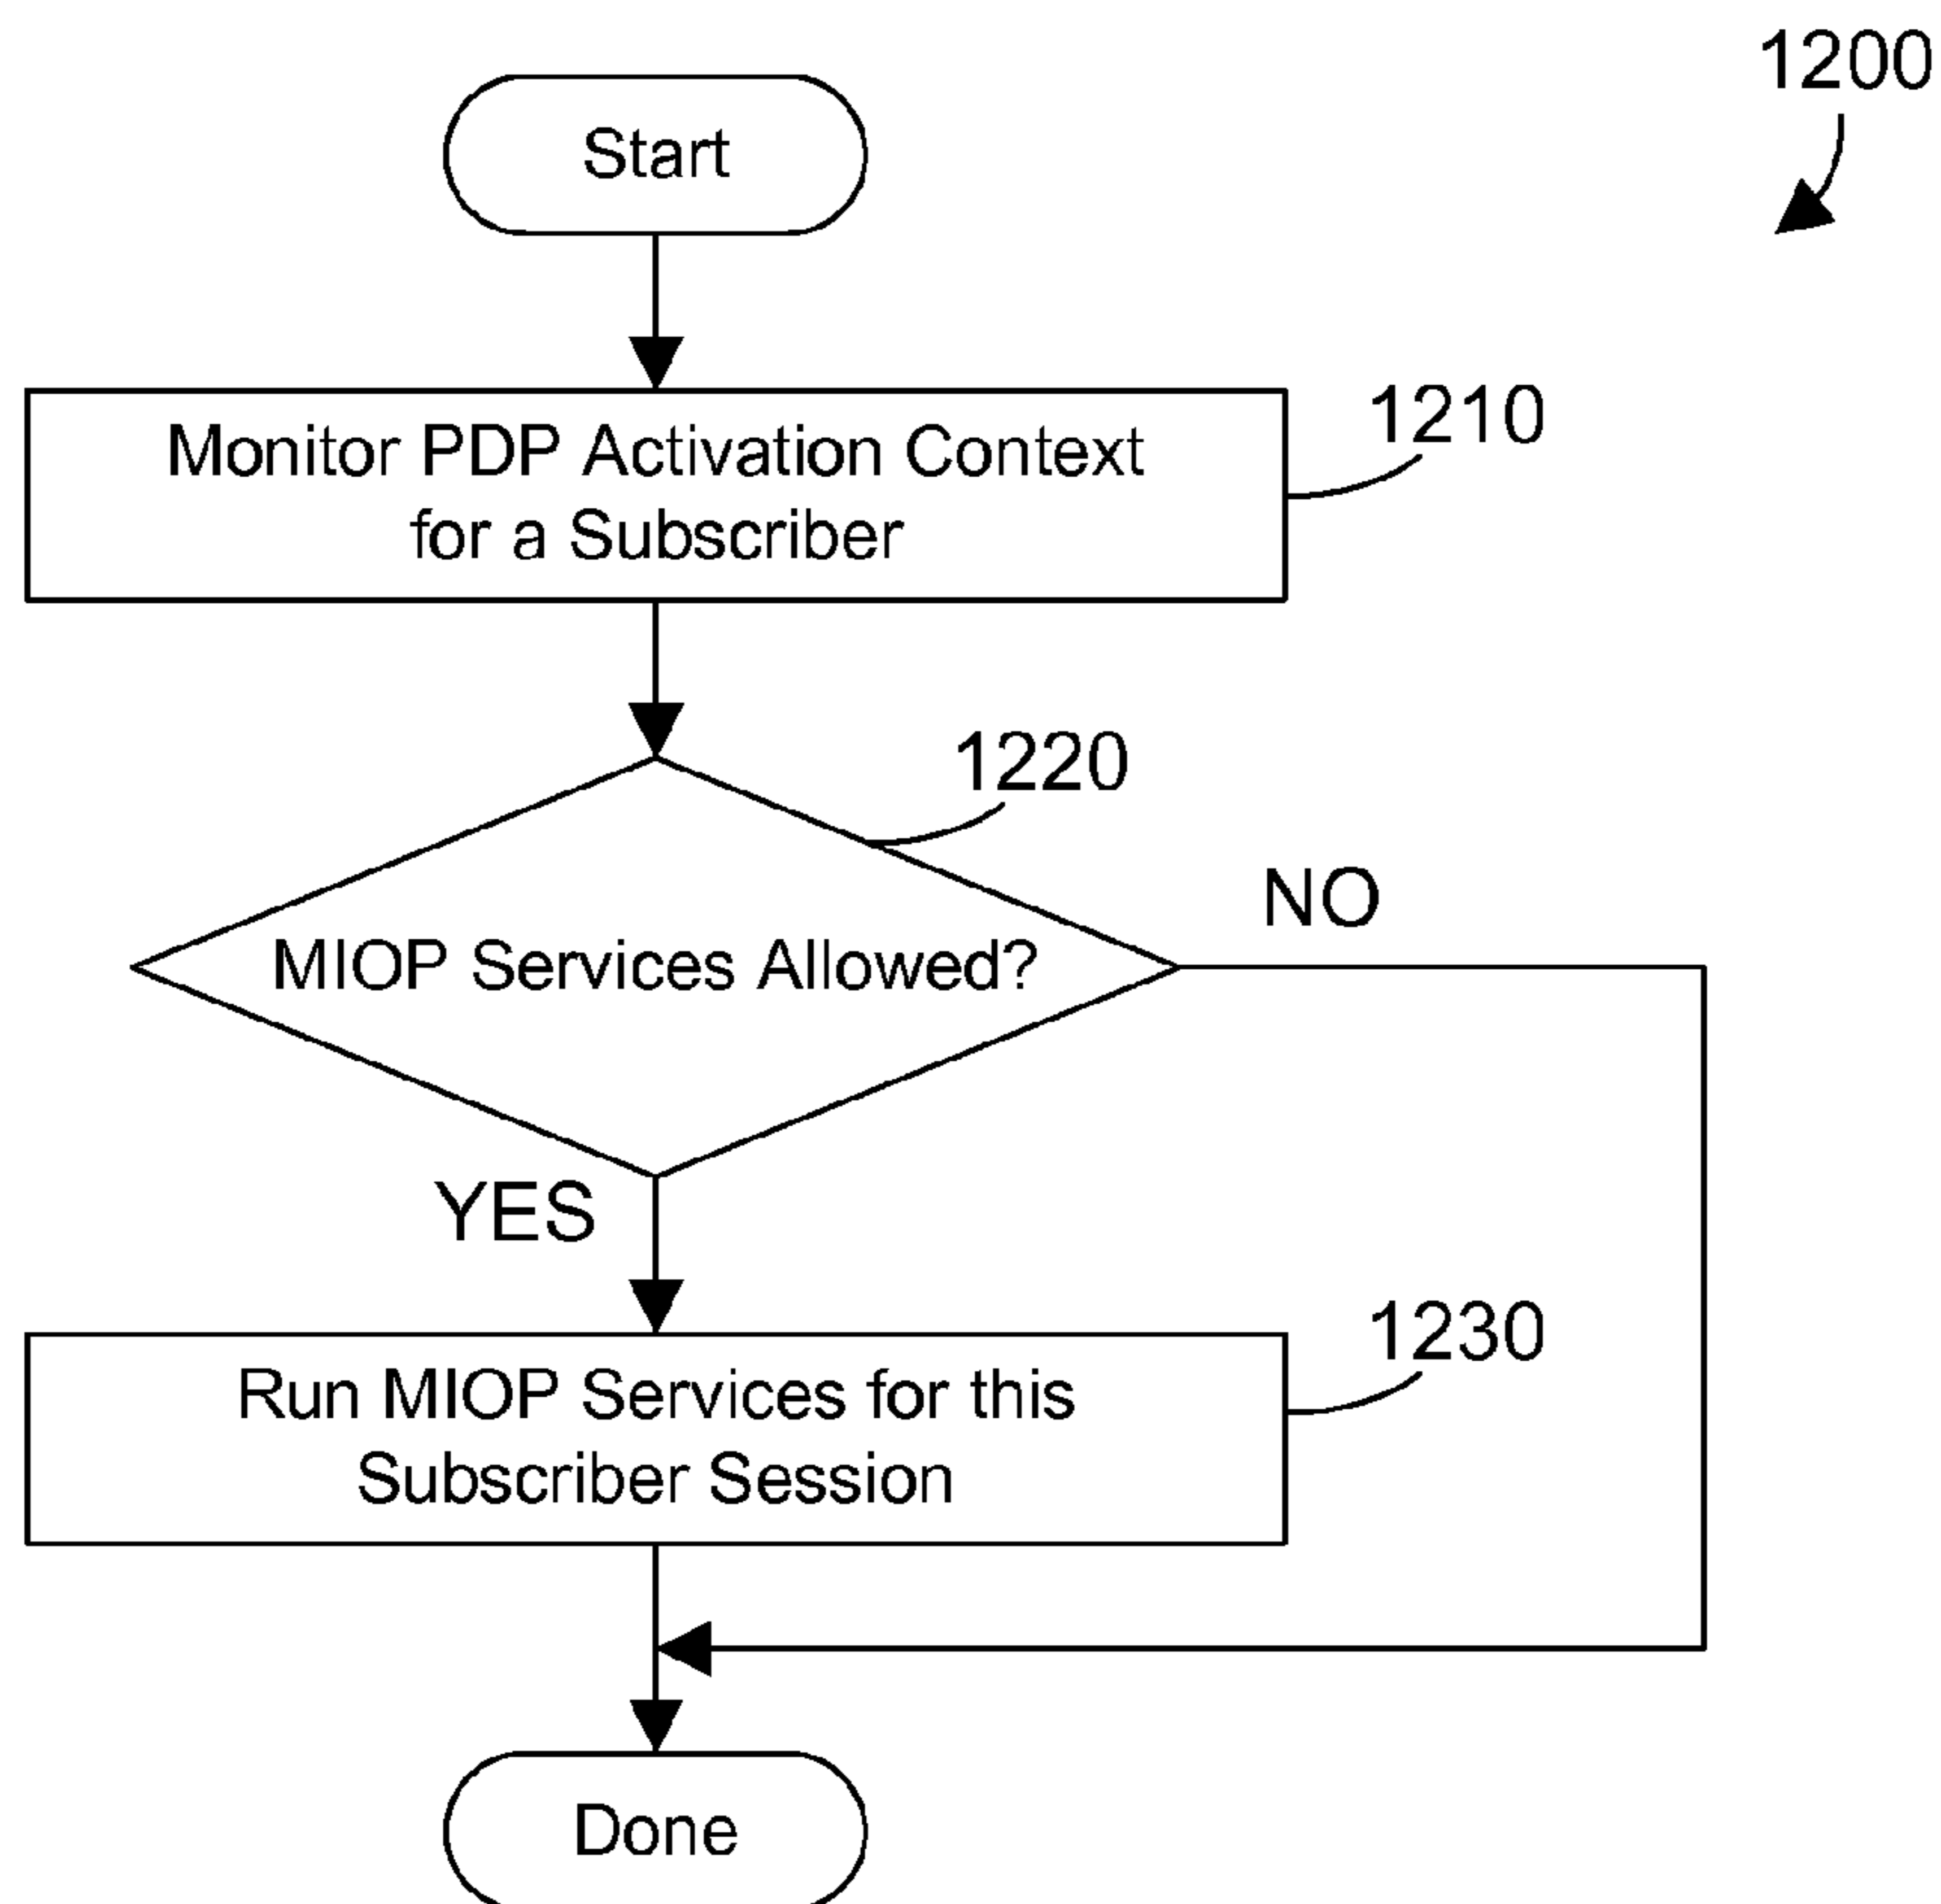 1200
Start
Monitor PDP Activation Context
for a Subscriber
1210
1220
MIOP Services Allowed?
NO
YES
Run MIOP Services for this
Subscriber Session
1230
Done